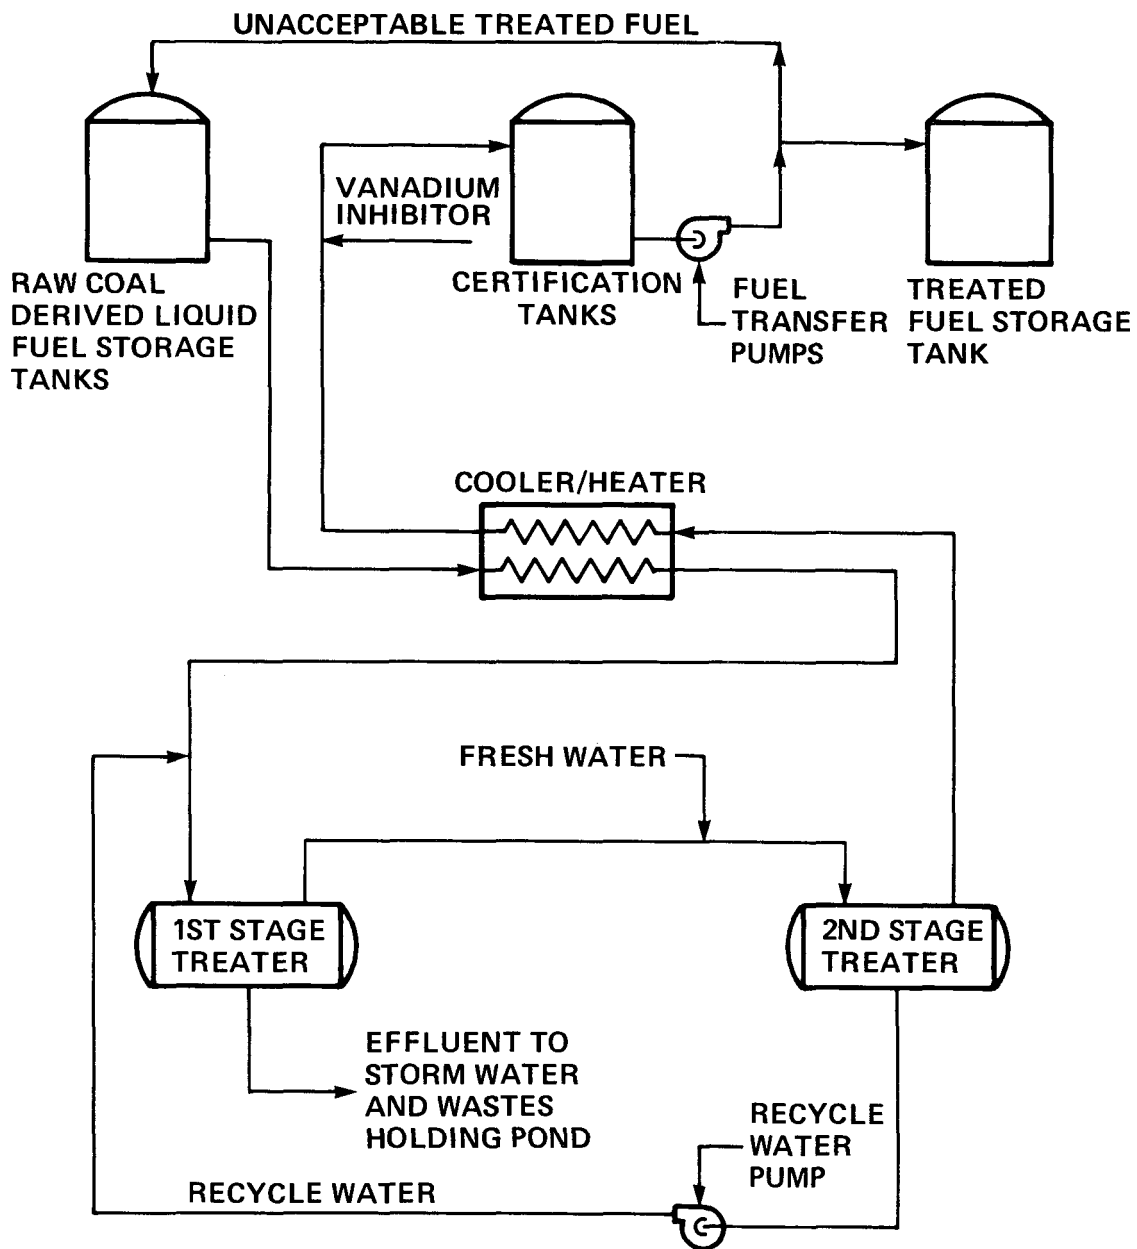 UNACCEPTABLE TREATED FUEL
VANADIUM
INHIBITOR
RAW COAL
DERIVED LIQUID
FUEL STORAGE
TANKS
CERTIFICATION
TANKS
FUEL
TRANSFER
PUMPS
TREATED
FUEL STORAGE
TANK
COOLER/HEATER
FRESH WATER
1ST STAGE
TREATER
2ND STAGE
TREATER
EFFLUENT TO
STORM WATER
AND WASTES
HOLDING POND
RECYCLE
WATER
PUMP
RECYCLE WATER